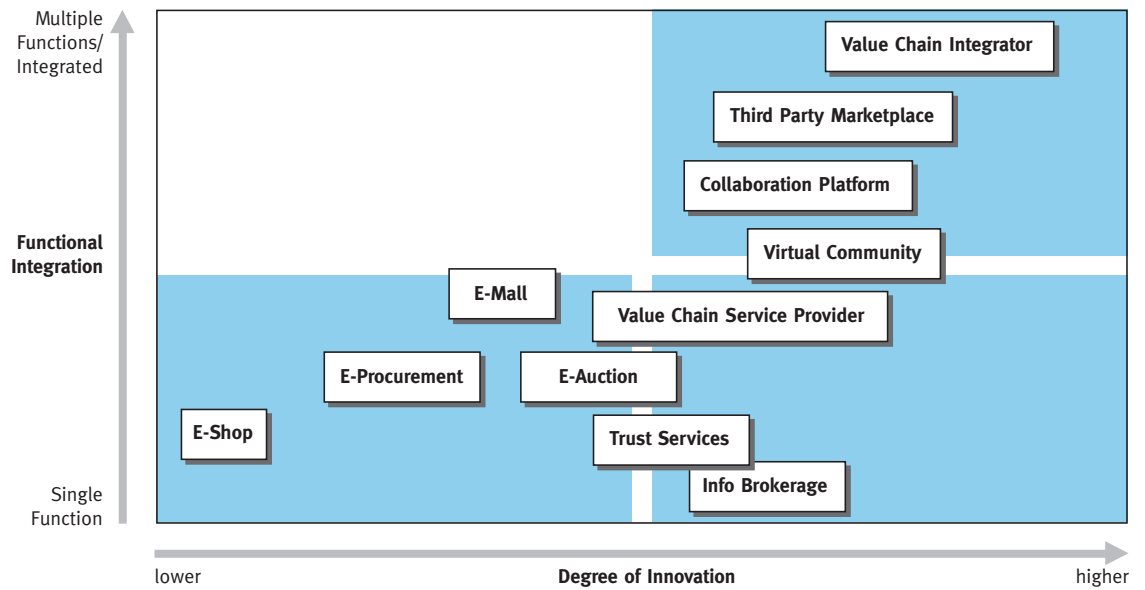 Multiple
Functions/
Integrated
Value Chain Integrator
Third Party Marketplace
Collaboration Platform
Functional
Integration
Virtual Community
E-Mall
Value Chain Service Provider
E-Procurement
E-Auction
E-Shop
Trust Services
Info Brokerage
Single
Function
lower
Degree of Innovation
higher